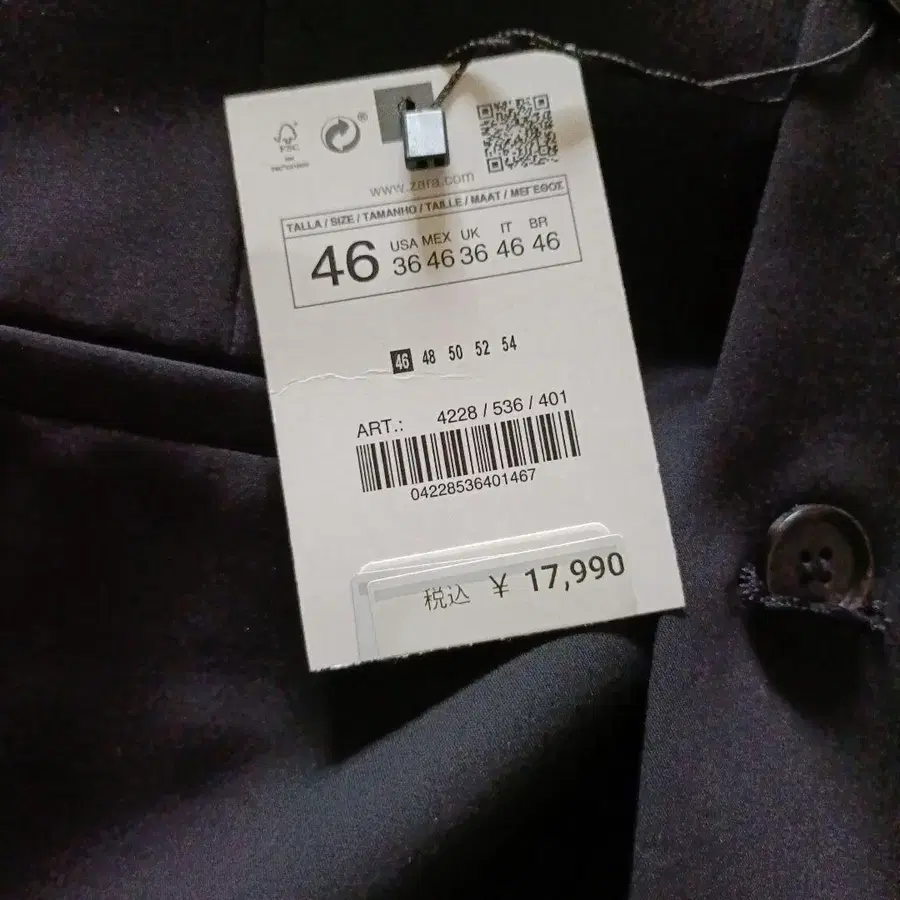 FSC
®
www.zara.com
TALLA / SIZE / TAMANHO / TAILLE / MAAT / ΜΕΓΕΘΟΣ
46
USA MEX UK IT BR
36 46 36 46 46
46 48 50 52 54
ART.: 4228 / 536 / 401
04228536401467
税込 ¥ 17,990